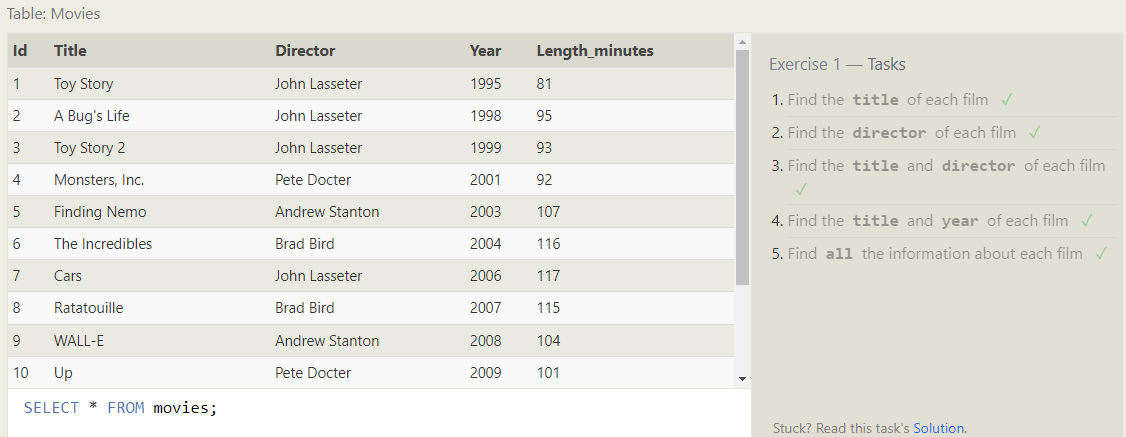 Table: Movies
Id Title Director Year Length_minutes
1 Toy Story John Lasseter 1995 81
2 A Bug's Life John Lasseter 1998 95
3 Toy Story 2 John Lasseter 1999 93
4 Monsters, Inc. Pete Docter 2001 92
5 Finding Nemo Andrew Stanton 2003 107
6 The Incredibles Brad Bird 2004 116
7 Cars John Lasseter 2006 117
8 Ratatouille Brad Bird 2007 115
9 WALL-E Andrew Stanton 2008 104
10 Up Pete Docter 2009 101
SELECT * FROM movies;
Exercise 1 — Tasks
1. Find the title of each film ✓
2. Find the director of each film ✓
3. Find the title and director of each film
✓
4. Find the title and year of each film ✓
5. Find all the information about each film ✓
Stuck? Read this task's Solution.